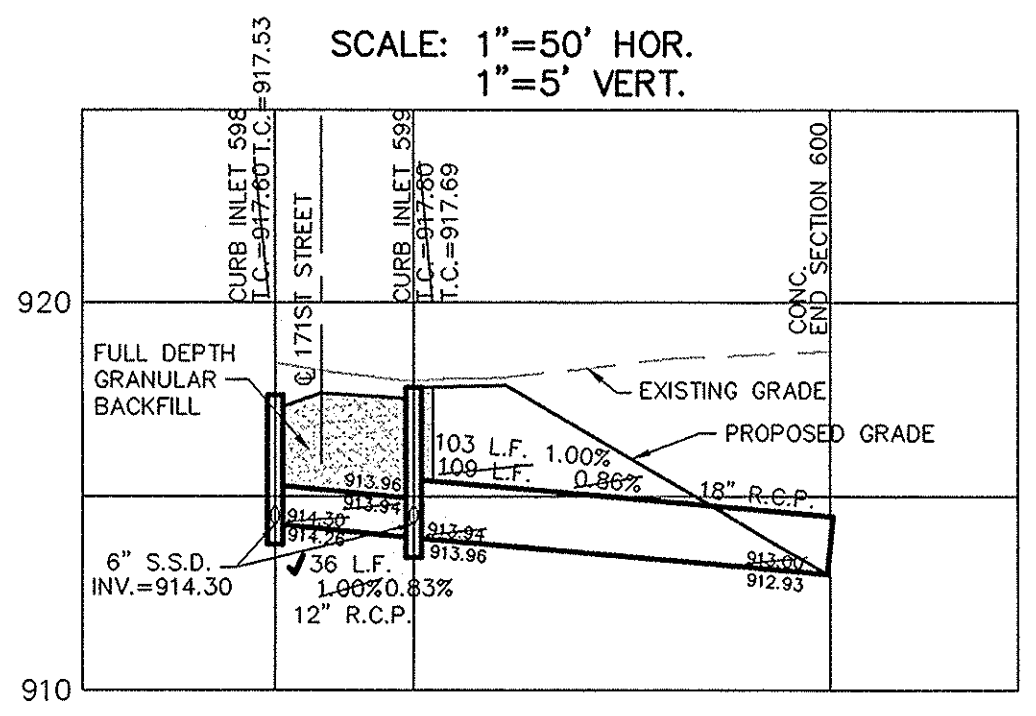 SCALE: 1"=50' HOR.
1"=5' VERT.
CURB INLET 598
T.C.=917.60 T.C.=917.53
℄ 171ST STREET
CURB INLET 599
T.C.=917.80
T.C.=917.69
CONC.
END SECTION 600
920
FULL DEPTH
GRANULAR
BACKFILL
EXISTING GRADE
PROPOSED GRADE
103 L.F. 1.00%
109 L.F. 0.86%
18" R.C.P.
913.96
913.94
914.30
914.26
913.94
913.96
913.00
912.93
6" S.S.D.
INV.=914.30
36 L.F.
1.00% 0.83%
12" R.C.P.
910